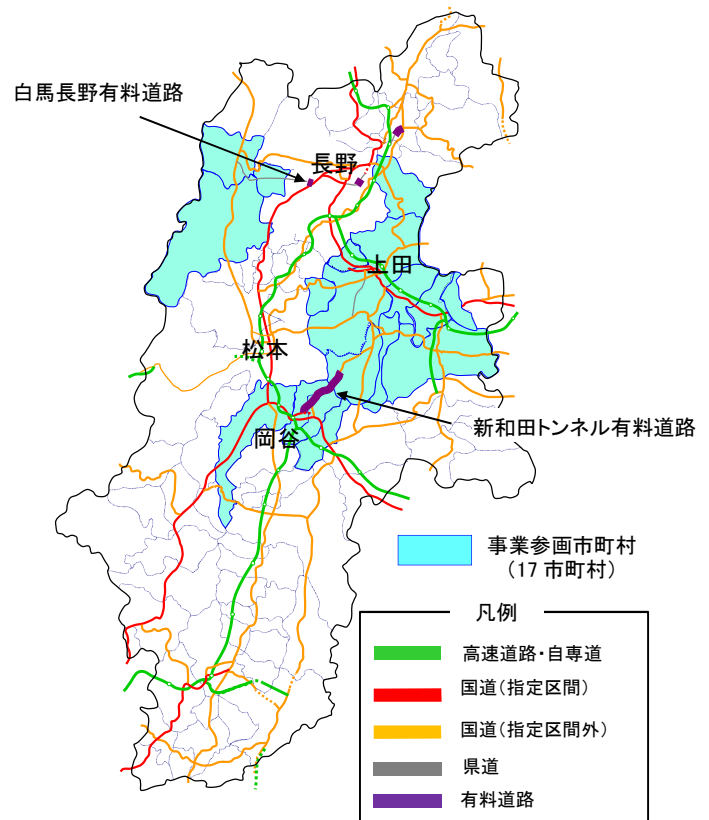 白馬長野有料道路
長野
上田
松本
岡谷
新和田トンネル有料道路
事業参画市町村
（17 市町村）
凡例
高速道路・自専道
国道（指定区間）
国道（指定区間外）
県道
有料道路